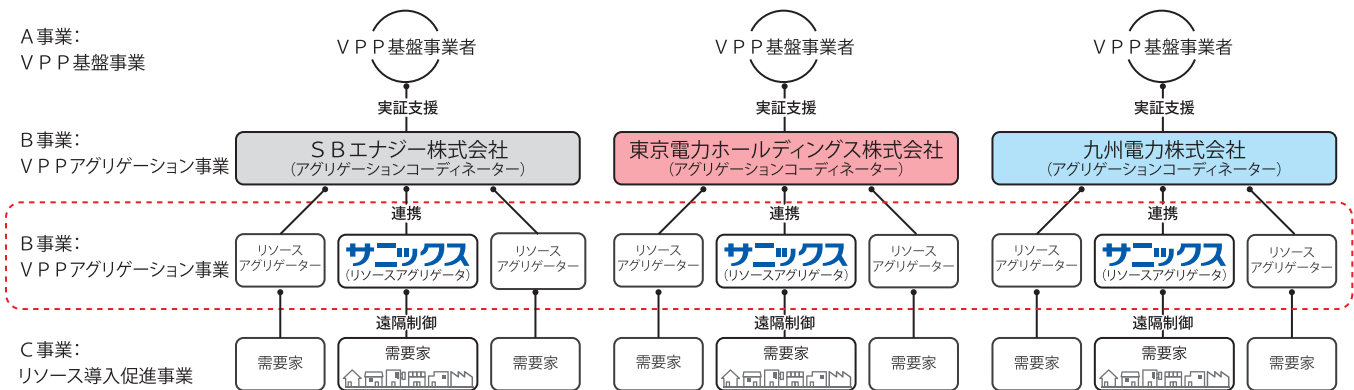 A事業：
VPP基盤事業
VPP基盤事業者
VPP基盤事業者
VPP基盤事業者
実証支援
実証支援
実証支援
B事業：
VPPアグリゲーション事業
SBエナジー株式会社
(アグリゲーションコーディネーター)
東京電力ホールディングス株式会社
(アグリゲーションコーディネーター)
九州電力株式会社
(アグリゲーションコーディネーター)
連携
連携
連携
B事業：
VPPアグリゲーション事業
リソース
アグリゲーター
サニックス
(リソースアグリゲータ)
リソース
アグリゲーター
リソース
アグリゲーター
サニックス
(リソースアグリゲータ)
リソース
アグリゲーター
リソース
アグリゲーター
サニックス
(リソースアグリゲータ)
リソース
アグリゲーター
遠隔制御
遠隔制御
遠隔制御
C事業：
リソース導入促進事業
需要家
需要家
需要家
需要家
需要家
需要家
需要家
需要家
需要家